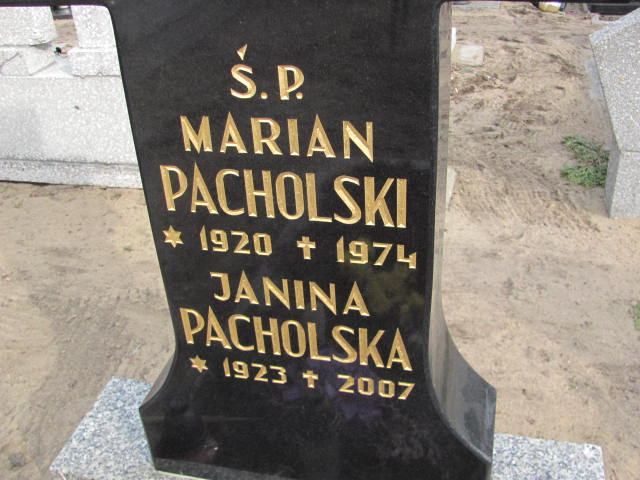 Ś.P.
MARIAN
PACHOLSKI
✶ 1920 ✝ 1974
JANINA
PACHOLSKA
✶ 1923 ✝ 2007